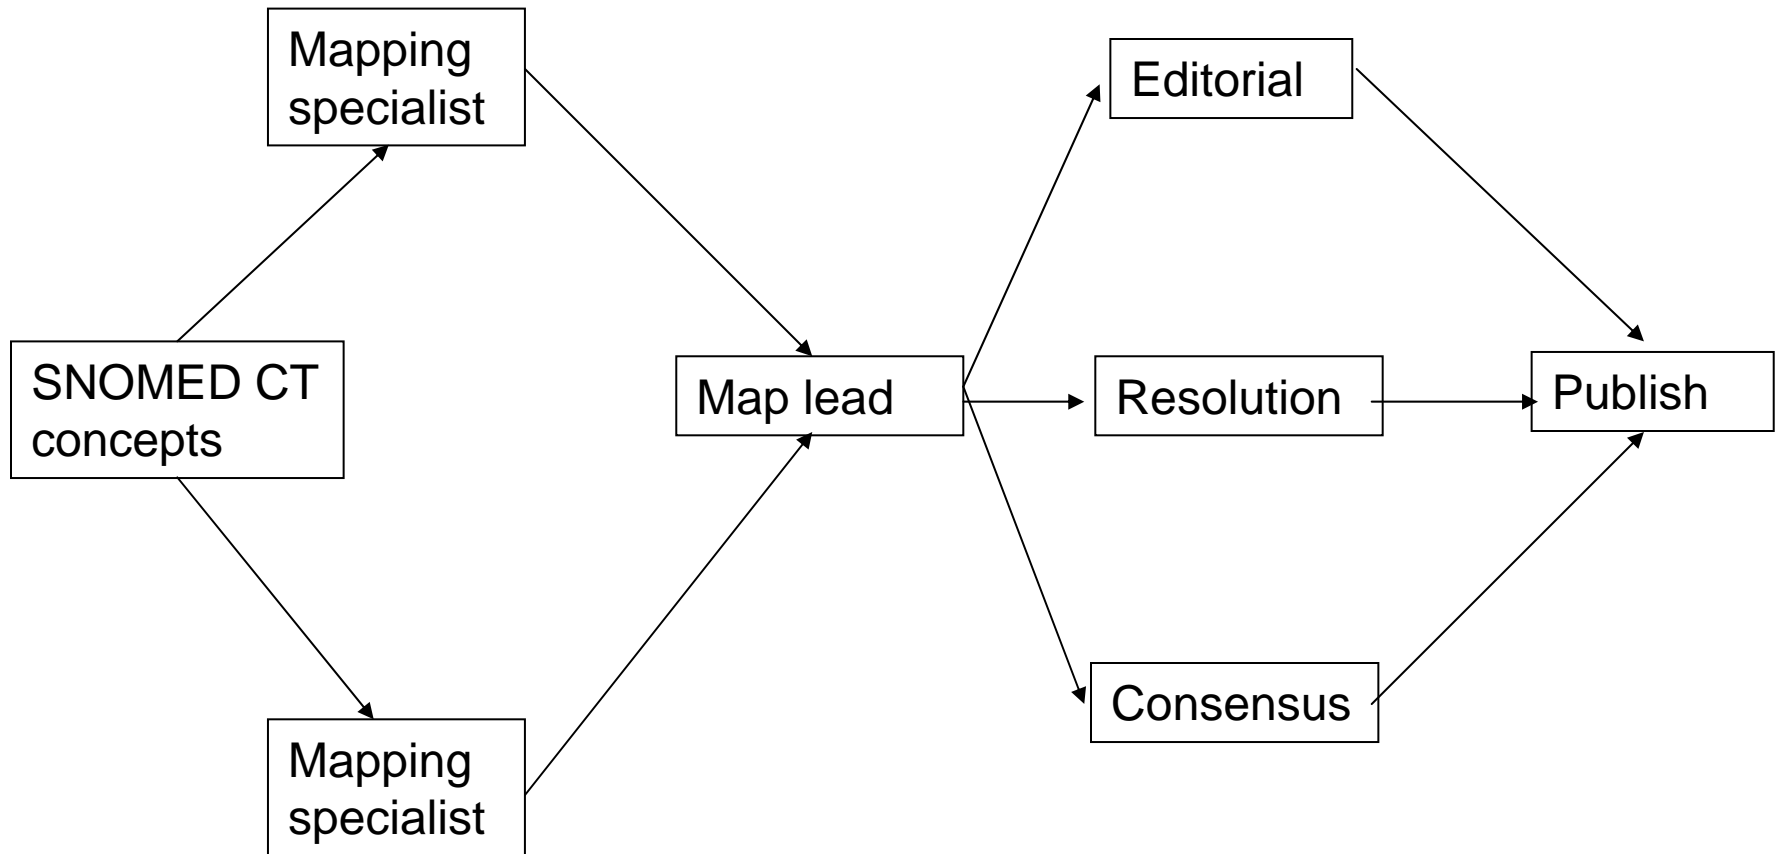 Mapping
specialist
Editorial
SNOMED CT
concepts
Map lead
Resolution
Publish
Consensus
Mapping
specialist